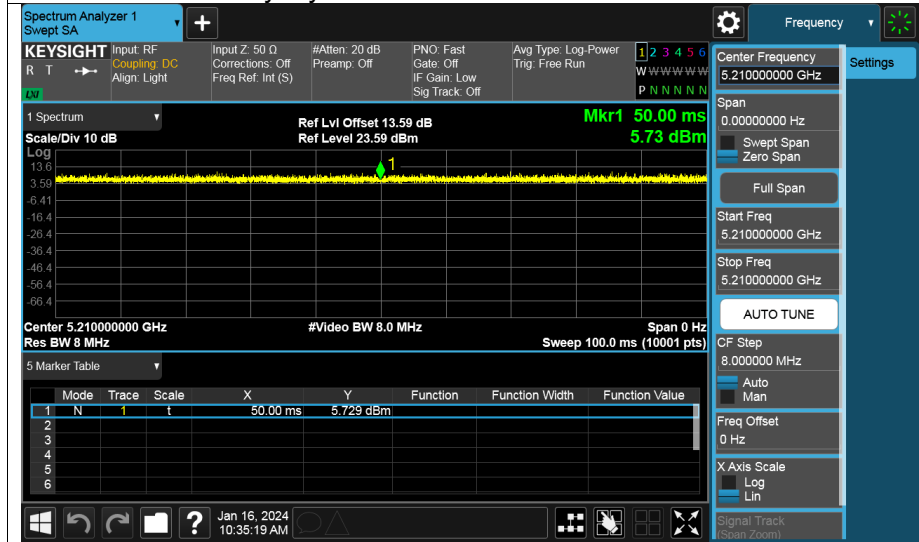 Spectrum Analyzer 1
Swept SA
+
Frequency
KEYSIGHT
R T
LXI
Input: RF
Coupling: DC
Align: Light
Input Z: 50 Ω
Corrections: Off
Freq Ref: Int (S)
#Atten: 20 dB
Preamp: Off
PNO: Fast
Gate: Off
IF Gain: Low
Sig Track: Off
Avg Type: Log-Power
Trig: Free Run
1 2 3 4 5 6
W W W W W W
P N N N N N
Center Frequency
5.210000000 GHz
Settings
Span
0.00000000 Hz
Swept Span
Zero Span
Full Span
Start Freq
5.210000000 GHz
Stop Freq
5.210000000 GHz
AUTO TUNE
CF Step
8.000000 MHz
Auto
Man
Freq Offset
0 Hz
X Axis Scale
Log
Lin
Signal Track
(Span Zoom)
1 Spectrum
Scale/Div 10 dB
Ref Lvl Offset 13.59 dB
Ref Level 23.59 dBm
Mkr1 50.00 ms
5.73 dBm
Log
13.6
3.59
-6.41
-16.4
-26.4
-36.4
-46.4
-56.4
-66.4
1
Center 5.210000000 GHz
#Video BW 8.0 MHz
Span 0 Hz
Res BW 8 MHz
Sweep 100.0 ms (10001 pts)
5 Marker Table
Mode Trace Scale X Y Function Function Width Function Value
1 N 1 t 50.00 ms 5.729 dBm
2
3
4
5
6
?
Jan 16, 2024
10:35:19 AM